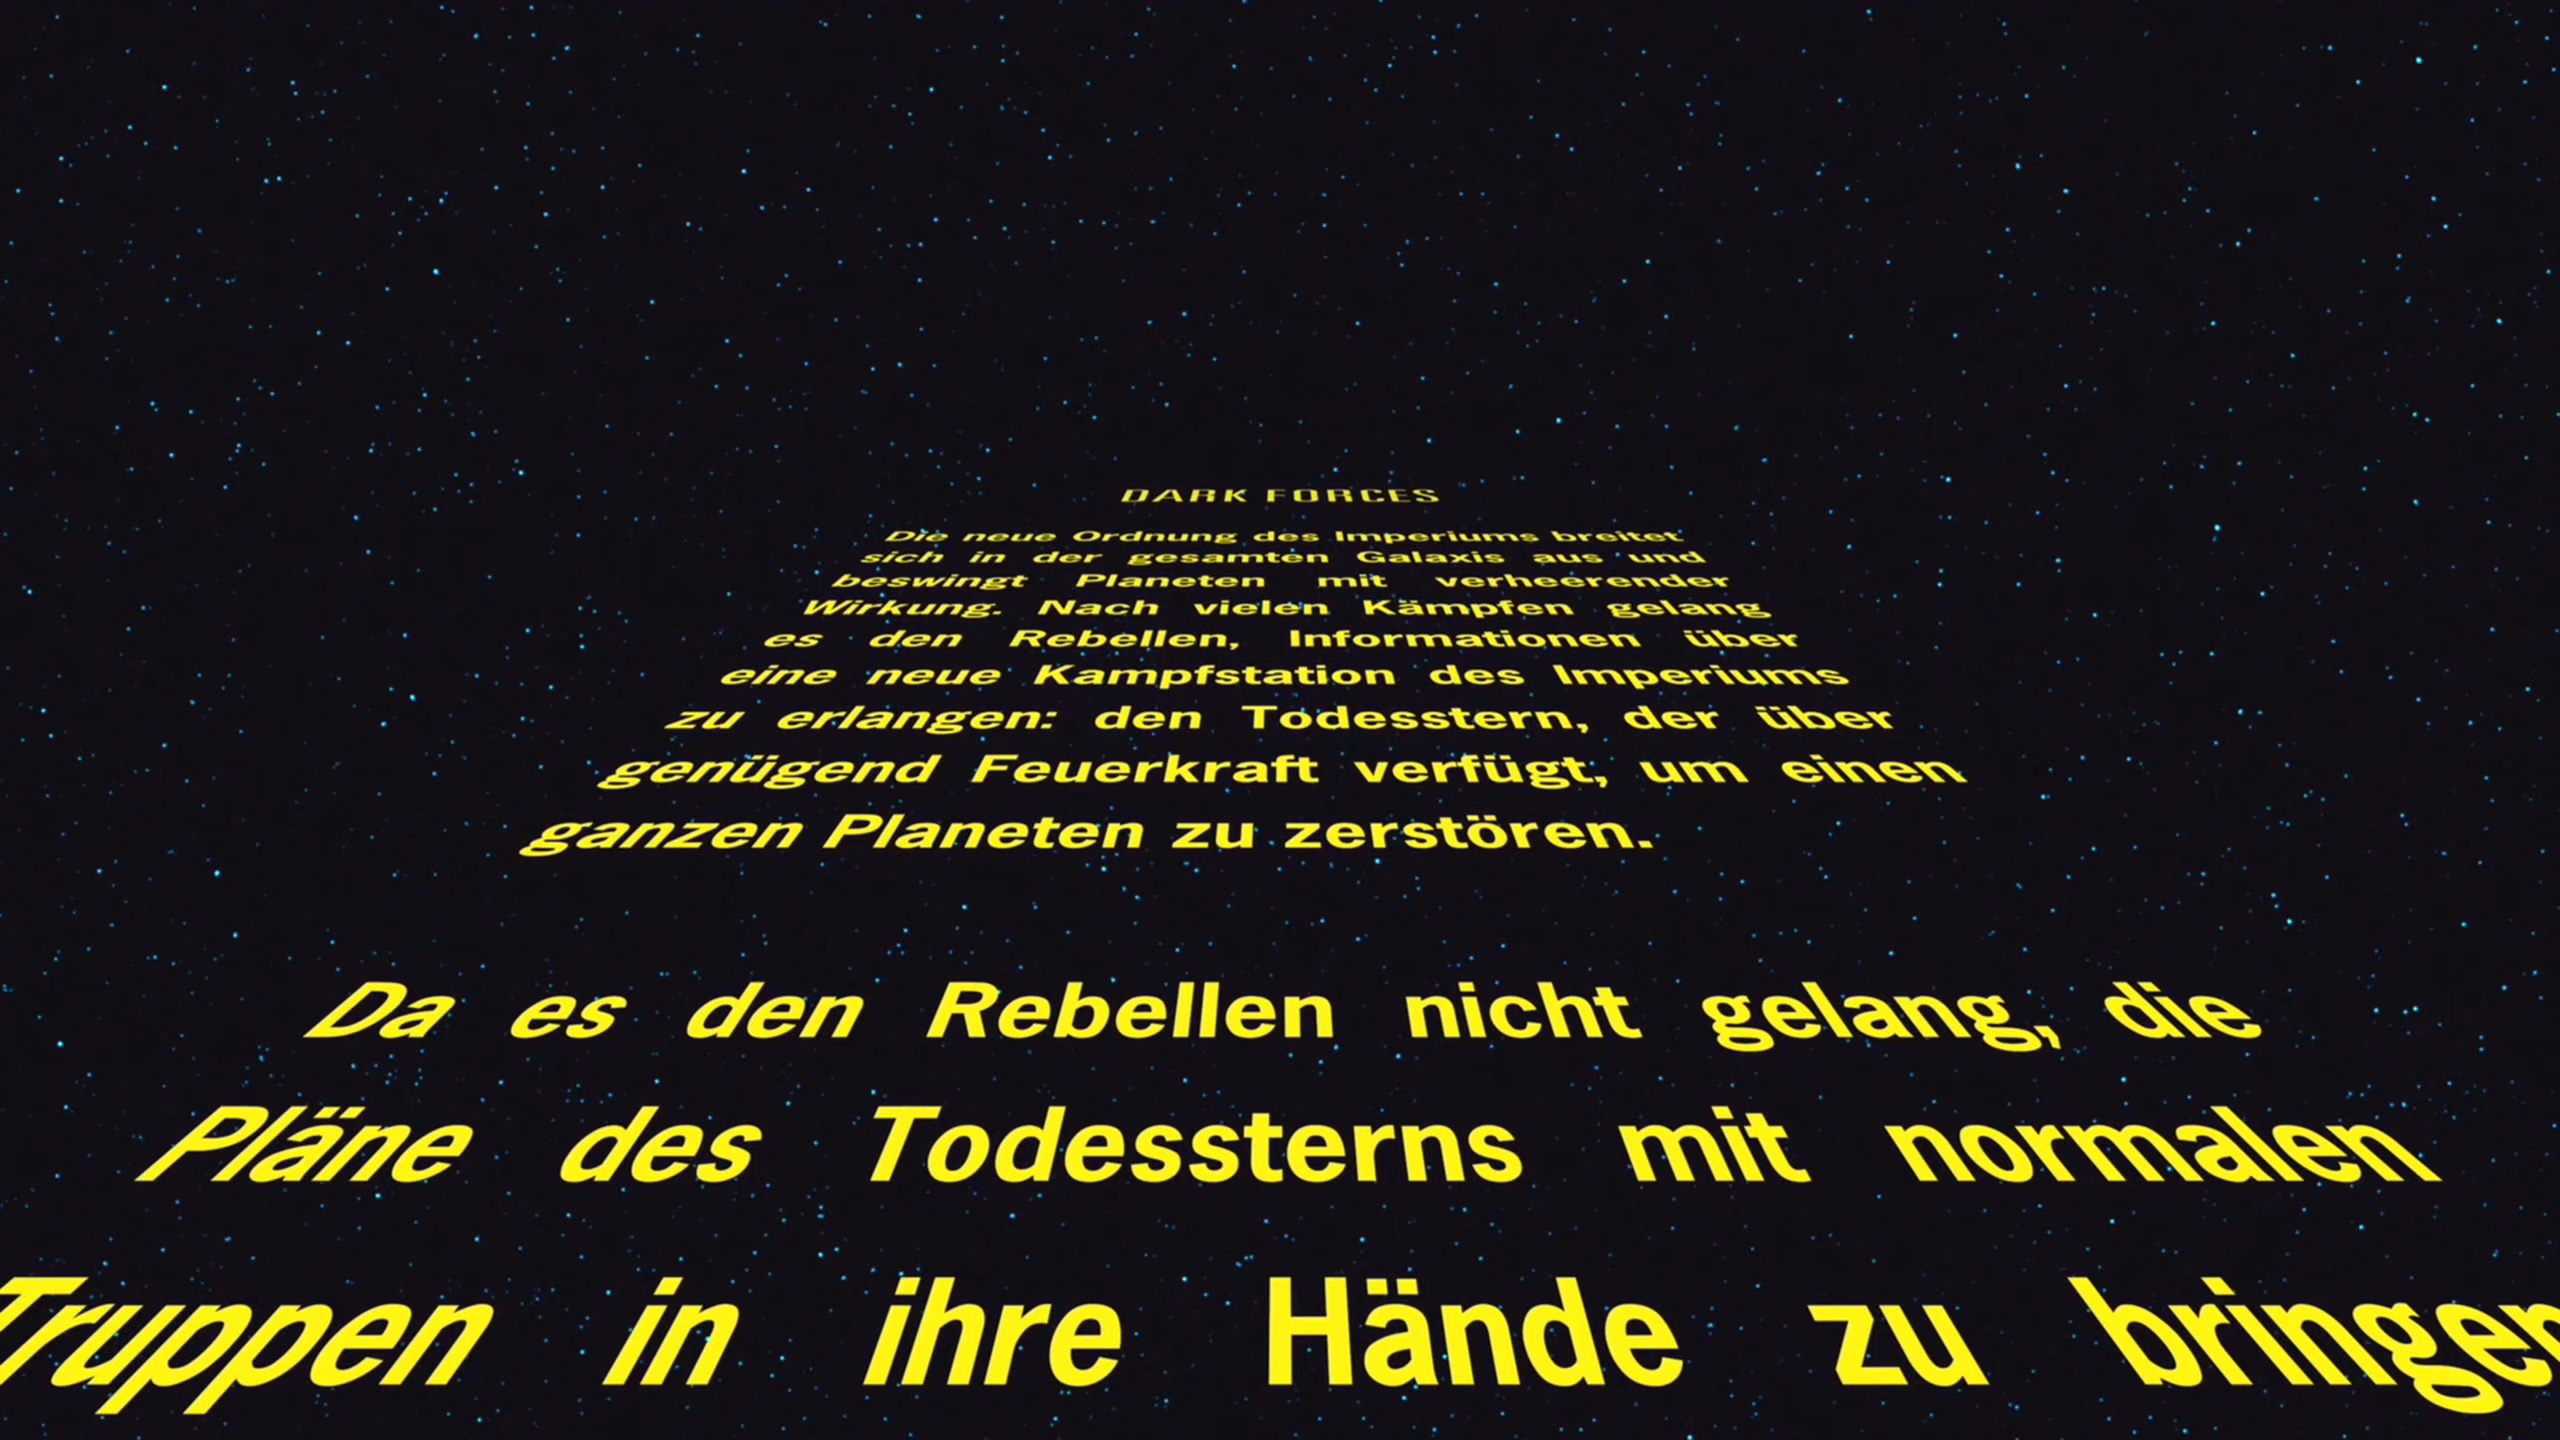 DARK FORCES
Die neue Ordnung des Imperiums breitet
sich in der gesamten Galaxis aus und
beswingt Planeten mit verheerender
Wirkung. Nach vielen Kämpfen gelang
es den Rebellen, Informationen über
eine neue Kampfstation des Imperiums
zu erlangen: den Todesstern, der über
genügend Feuerkraft verfügt, um einen
ganzen Planeten zu zerstören.
Da es den Rebellen nicht gelang, die
Pläne des Todessterns mit normalen
Truppen in ihre Hände zu bringen